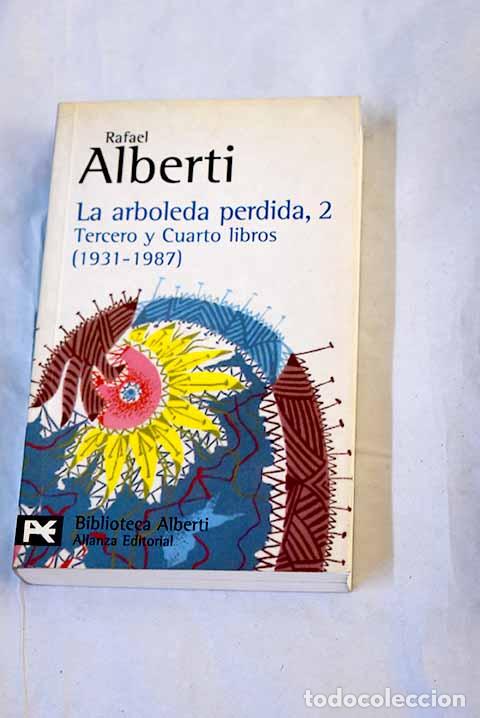 Rafael
Alberti
La arboleda perdida, 2
Tercero y Cuarto libros
(1931-1987)
Biblioteca Alberti
Alianza Editorial
todocoleccion